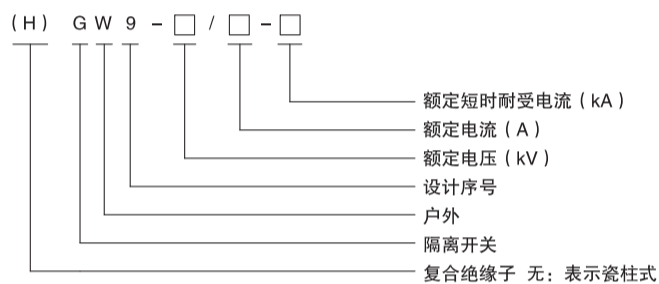 (H) G W 9 - □ / □ - □
额定短时耐受电流(kA)
额定电流(A)
额定电压(kV)
设计序号
户外
隔离开关
复合绝缘子 无：表示瓷柱式